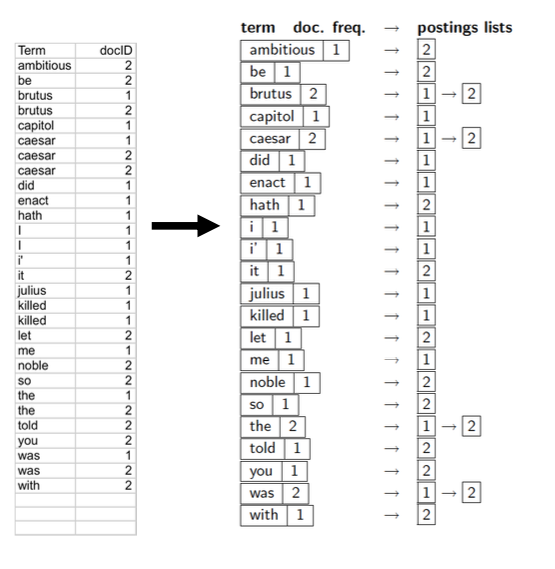 Term docID
ambitious 2
be 2
brutus 1
brutus 2
capitol 1
caesar 1
caesar 2
caesar 2
did 1
enact 1
hath 1
I 1
I 1
i' 1
it 2
julius 1
killed 1
killed 1
let 2
me 1
noble 2
so 2
the 1
the 2
told 2
you 2
was 1
was 2
with 2
term doc. freq. → postings lists
ambitious 1 → 2
be 1 → 2
brutus 2 → 1 → 2
capitol 1 → 1
caesar 2 → 1 → 2
did 1 → 1
enact 1 → 1
hath 1 → 2
i 1 → 1
i' 1 → 1
it 1 → 2
julius 1 → 1
killed 1 → 1
let 1 → 2
me 1 → 1
noble 1 → 2
so 1 → 2
the 2 → 1 → 2
told 1 → 2
you 1 → 2
was 2 → 1 → 2
with 1 → 2